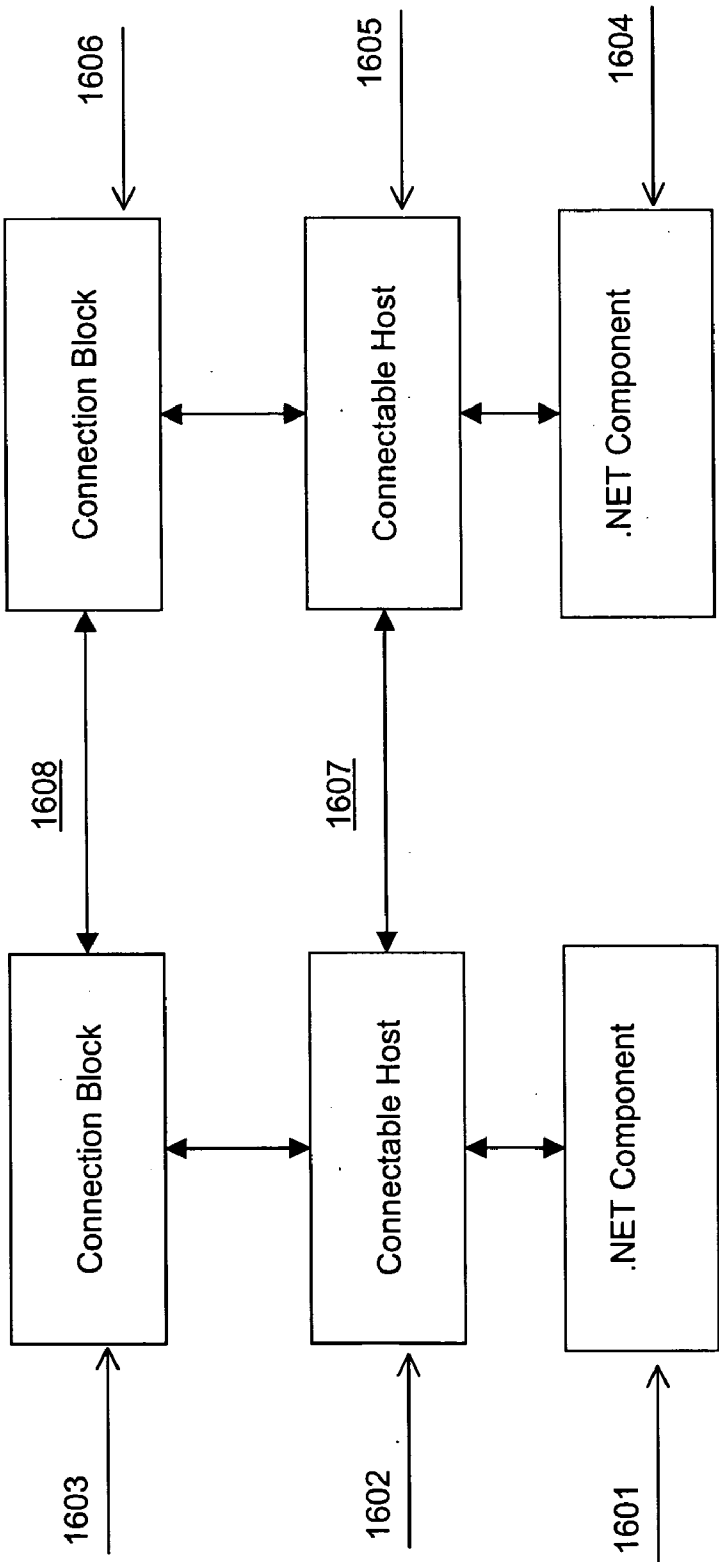 1603
Connection Block
1608
Connection Block
1606
1602
Connectable Host
1607
Connectable Host
1605
1601
.NET Component
.NET Component
1604